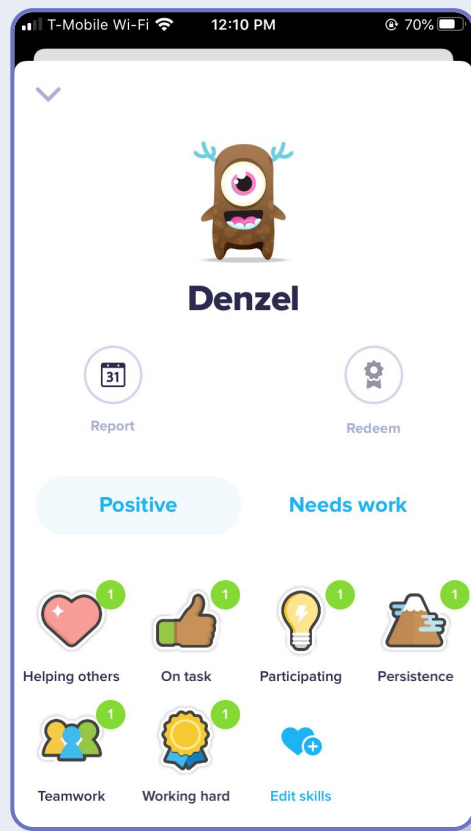 T-Mobile Wi-Fi 12:10 PM 70%
Denzel
31
Report Redeem
Positive Needs work
1 1 1 1
Helping others On task Participating Persistence
1 1
Teamwork Working hard Edit skills